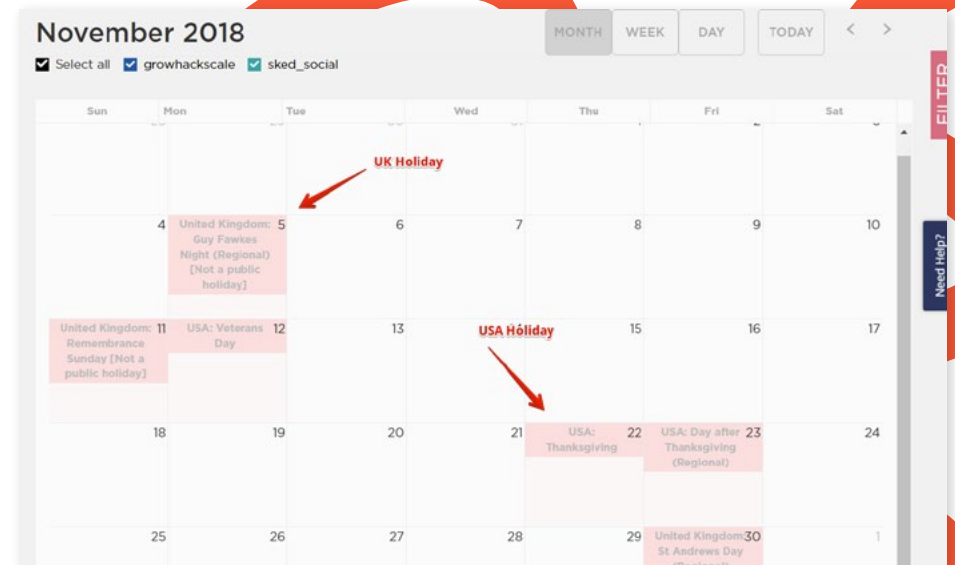 November 2018
MONTH WEEK DAY TODAY < >
Select all growhackscale sked_social
FILTER
Sun Mon Tue Wed Thu Fri Sat
UK Holiday
4 United Kingdom: 5 6 7 8 9 10
Guy Fawkes
Night (Regional)
[Not a public
holiday]
Need Help?
United Kingdom: 11 USA: Veterans 12 13 USA Holiday 15 16 17
Remembrance Day
Sunday [Not a
public holiday]
18 19 20 21 USA: 22 USA: Day after 23 24
Thanksgiving Thanksgiving
(Regional)
25 26 27 28 29 United Kingdom: 30 1
St Andrews Day